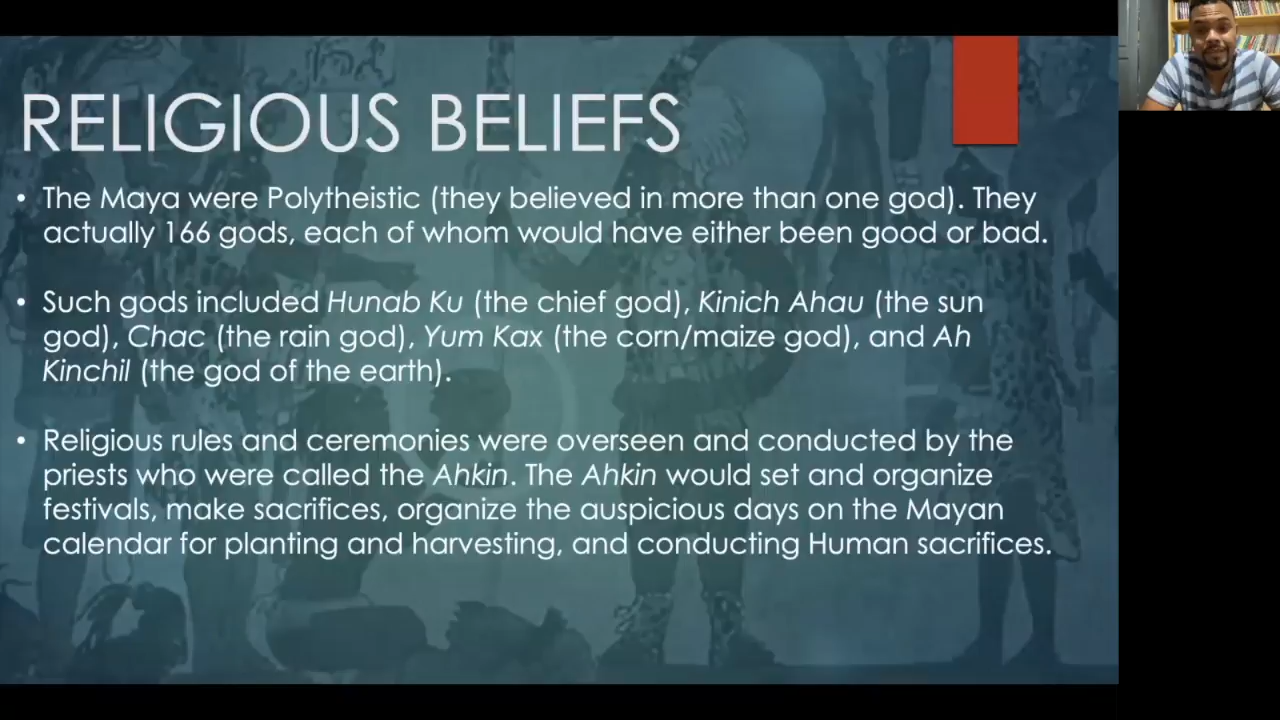 RELIGIOUS BELIEFS
• The Maya were Polytheistic (they believed in more than one god). They
actually 166 gods, each of whom would have either been good or bad.
• Such gods included Hunab Ku (the chief god), Kinich Ahau (the sun
god), Chac (the rain god), Yum Kax (the corn/maize god), and Ah
Kinchil (the god of the earth).
• Religious rules and ceremonies were overseen and conducted by the
priests who were called the Ahkin. The Ahkin would set and organize
festivals, make sacrifices, organize the auspicious days on the Mayan
calendar for planting and harvesting, and conducting Human sacrifices.